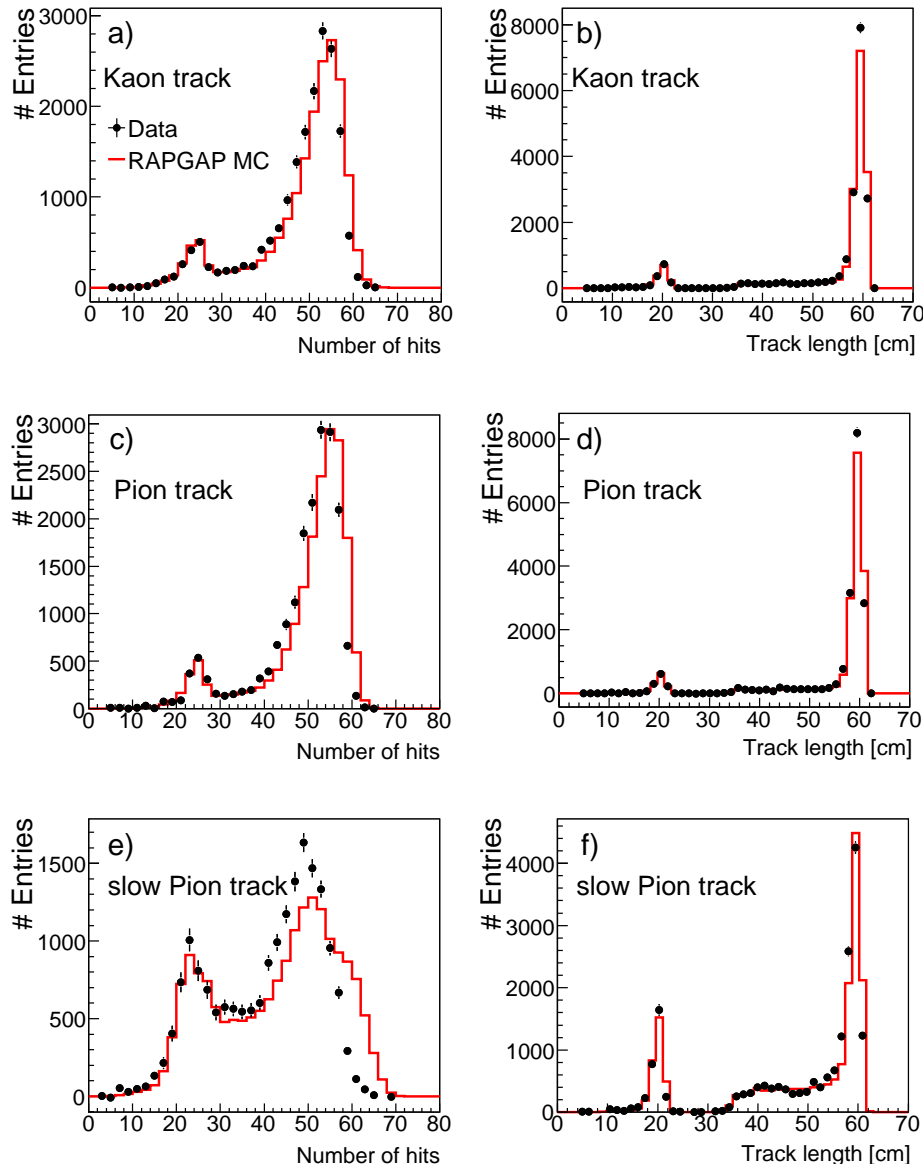 # Entries
a)
Kaon track
Data
RAPGAP MC
3000
2000
1000
0
0 10 20 30 40 50 60 70 80
Number of hits
# Entries
b)
Kaon track
8000
6000
4000
2000
0
0 10 20 30 40 50 60 70
Track length [cm]
# Entries
c)
Pion track
3000
2500
2000
1500
1000
500
0
0 10 20 30 40 50 60 70 80
Number of hits
# Entries
d)
Pion track
8000
6000
4000
2000
0
0 10 20 30 40 50 60 70
Track length [cm]
# Entries
e)
slow Pion track
1500
1000
500
0
0 10 20 30 40 50 60 70 80
Number of hits
# Entries
f)
slow Pion track
4000
3000
2000
1000
0
0 10 20 30 40 50 60 70
Track length [cm]